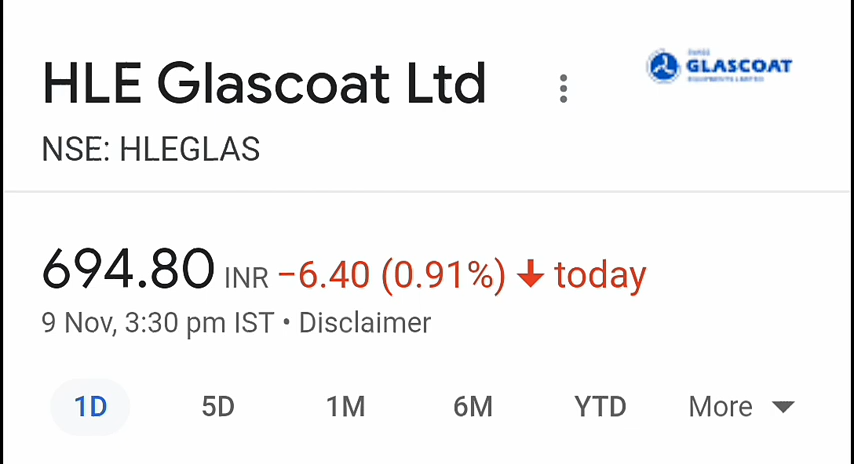 HLE Glascoat Ltd
GLASCOAT
NSE: HLEGLAS
694.80 INR −6.40 (0.91%) ↓ today
9 Nov, 3:30 pm IST • Disclaimer
1D 5D 1M 6M YTD More